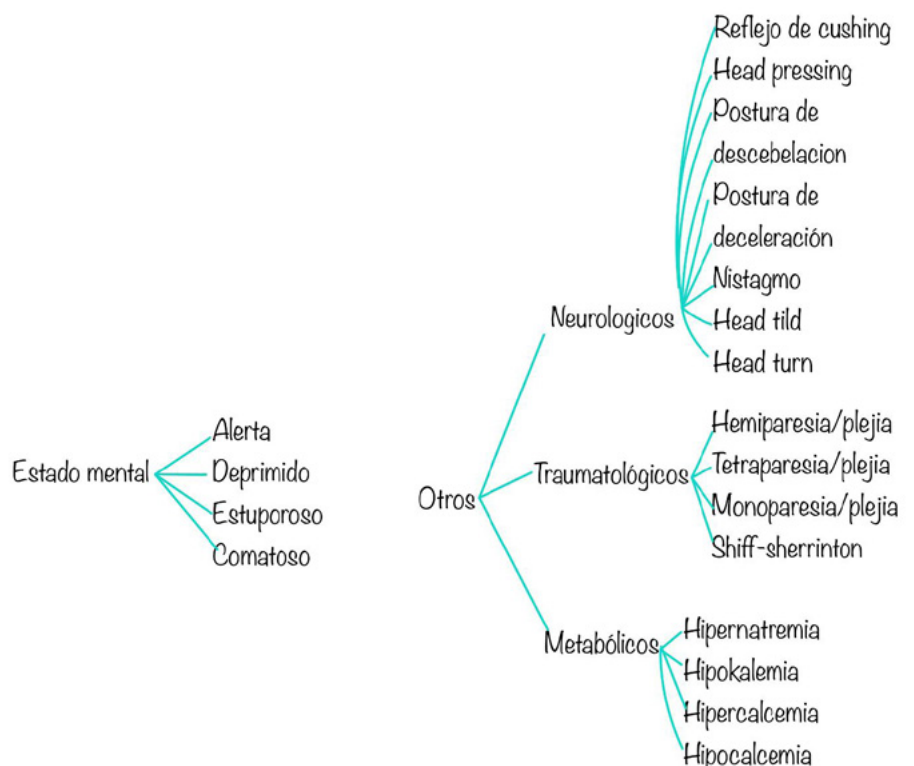 Estado mental
Alerta
Deprimido
Estuporoso
Comatoso
Otros
Neurologicos
Reflejo de cushing
Head pressing
Postura de
descebelacion
Postura de
deceleración
Nistagmo
Head tild
Head turn
Traumatológicos
Hemiparesia/plejia
Tetraparesia/plejia
Monoparesia/plejia
Shiff-sherrinton
Metabólicos
Hipernatremia
Hipokalemia
Hipercalcemia
Hipocalcemia